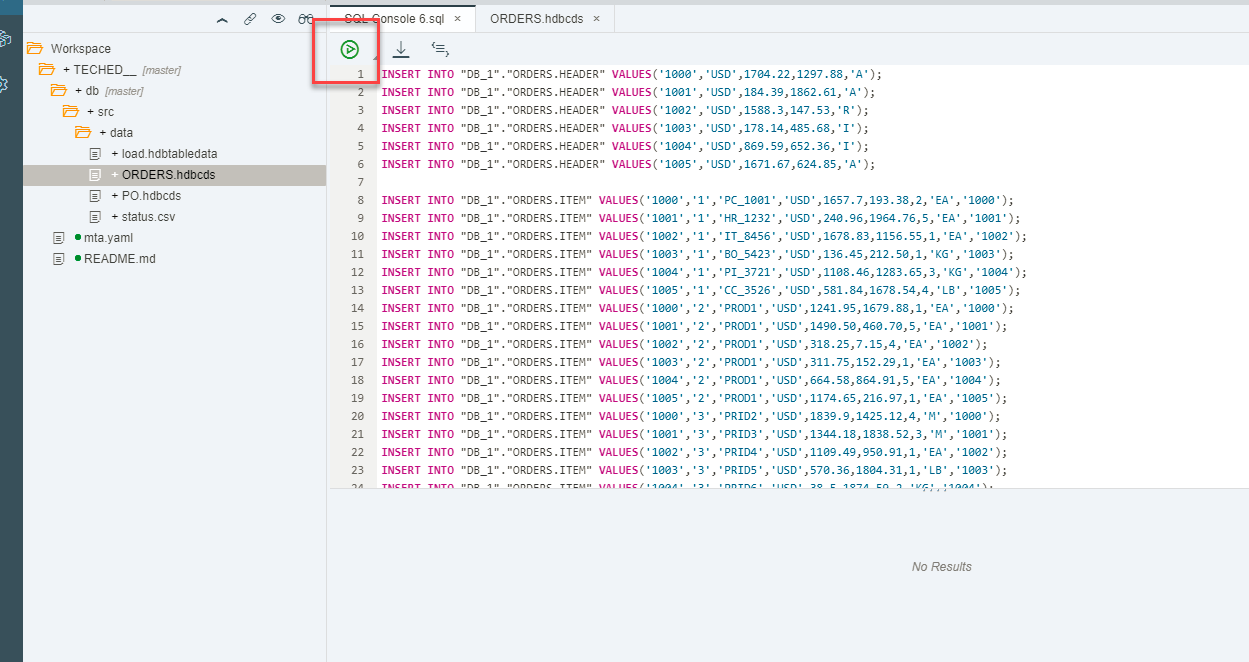 SQL Console 6.sql ×
ORDERS.hdbcds ×
Workspace
+ TECHED__ [master]
+ db [master]
+ src
+ data
+ load.hdbtabledata
+ ORDERS.hdbcds
+ PO.hdbcds
+ status.csv
mta.yaml
README.md
1 INSERT INTO "DB_1"."ORDERS.HEADER" VALUES('1000','USD',1704.22,1297.88,'A');
2 INSERT INTO "DB_1"."ORDERS.HEADER" VALUES('1001','USD',184.39,1862.61,'A');
3 INSERT INTO "DB_1"."ORDERS.HEADER" VALUES('1002','USD',1588.3,147.53,'R');
4 INSERT INTO "DB_1"."ORDERS.HEADER" VALUES('1003','USD',178.14,485.68,'I');
5 INSERT INTO "DB_1"."ORDERS.HEADER" VALUES('1004','USD',869.59,652.36,'I');
6 INSERT INTO "DB_1"."ORDERS.HEADER" VALUES('1005','USD',1671.67,624.85,'A');
7
8 INSERT INTO "DB_1"."ORDERS.ITEM" VALUES('1000','1','PC_1001','USD',1657.7,193.38,2,'EA','1000');
9 INSERT INTO "DB_1"."ORDERS.ITEM" VALUES('1001','1','HR_1232','USD',240.96,1964.76,5,'EA','1001');
10 INSERT INTO "DB_1"."ORDERS.ITEM" VALUES('1002','1','IT_8456','USD',1678.83,1156.55,1,'EA','1002');
11 INSERT INTO "DB_1"."ORDERS.ITEM" VALUES('1003','1','BO_5423','USD',136.45,212.50,1,'KG','1003');
12 INSERT INTO "DB_1"."ORDERS.ITEM" VALUES('1004','1','PI_3721','USD',1108.46,1283.65,3,'KG','1004');
13 INSERT INTO "DB_1"."ORDERS.ITEM" VALUES('1005','1','CC_3526','USD',581.84,1678.54,4,'LB','1005');
14 INSERT INTO "DB_1"."ORDERS.ITEM" VALUES('1000','2','PROD1','USD',1241.95,1679.88,1,'EA','1000');
15 INSERT INTO "DB_1"."ORDERS.ITEM" VALUES('1001','2','PROD1','USD',1490.50,460.70,5,'EA','1001');
16 INSERT INTO "DB_1"."ORDERS.ITEM" VALUES('1002','2','PROD1','USD',318.25,7.15,4,'EA','1002');
17 INSERT INTO "DB_1"."ORDERS.ITEM" VALUES('1003','2','PROD1','USD',311.75,152.29,1,'EA','1003');
18 INSERT INTO "DB_1"."ORDERS.ITEM" VALUES('1004','2','PROD1','USD',664.58,864.91,5,'EA','1004');
19 INSERT INTO "DB_1"."ORDERS.ITEM" VALUES('1005','2','PROD1','USD',1174.65,216.97,1,'EA','1005');
20 INSERT INTO "DB_1"."ORDERS.ITEM" VALUES('1000','3','PRID2','USD',1839.9,1425.12,4,'M','1000');
21 INSERT INTO "DB_1"."ORDERS.ITEM" VALUES('1001','3','PRID3','USD',1344.18,1838.52,3,'M','1001');
22 INSERT INTO "DB_1"."ORDERS.ITEM" VALUES('1002','3','PRID4','USD',1109.49,950.91,1,'EA','1002');
23 INSERT INTO "DB_1"."ORDERS.ITEM" VALUES('1003','3','PRID5','USD',570.36,1804.31,1,'LB','1003');
24 INSERT INTO "DB_1"."ORDERS.ITEM" VALUES('1004','3','PRID6','USD',38.5,1874.59,2,'KG','1004');
No Results